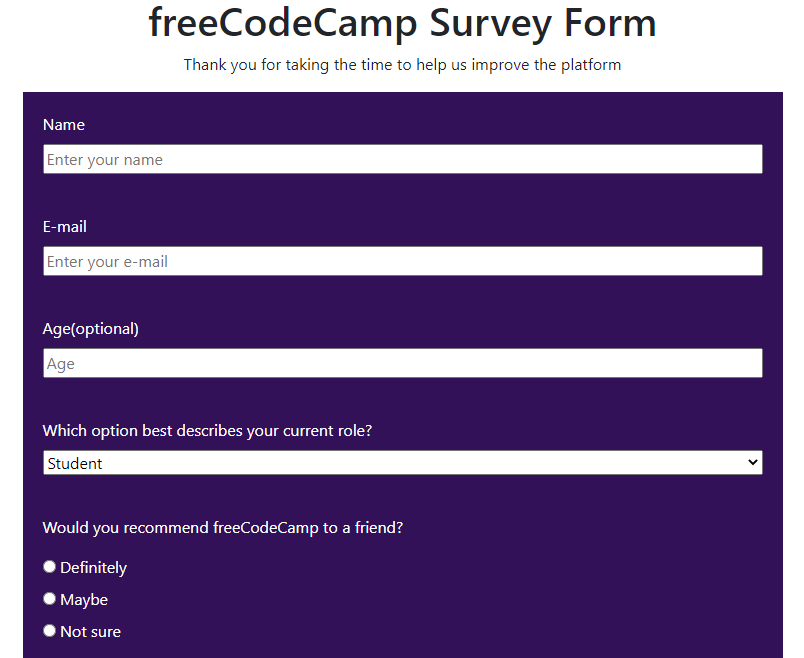 freeCodeCamp Survey Form
Thank you for taking the time to help us improve the platform
Name
Enter your name
E-mail
Enter your e-mail
Age(optional)
Age
Which option best describes your current role?
Student
Would you recommend freeCodeCamp to a friend?
Definitely
Maybe
Not sure